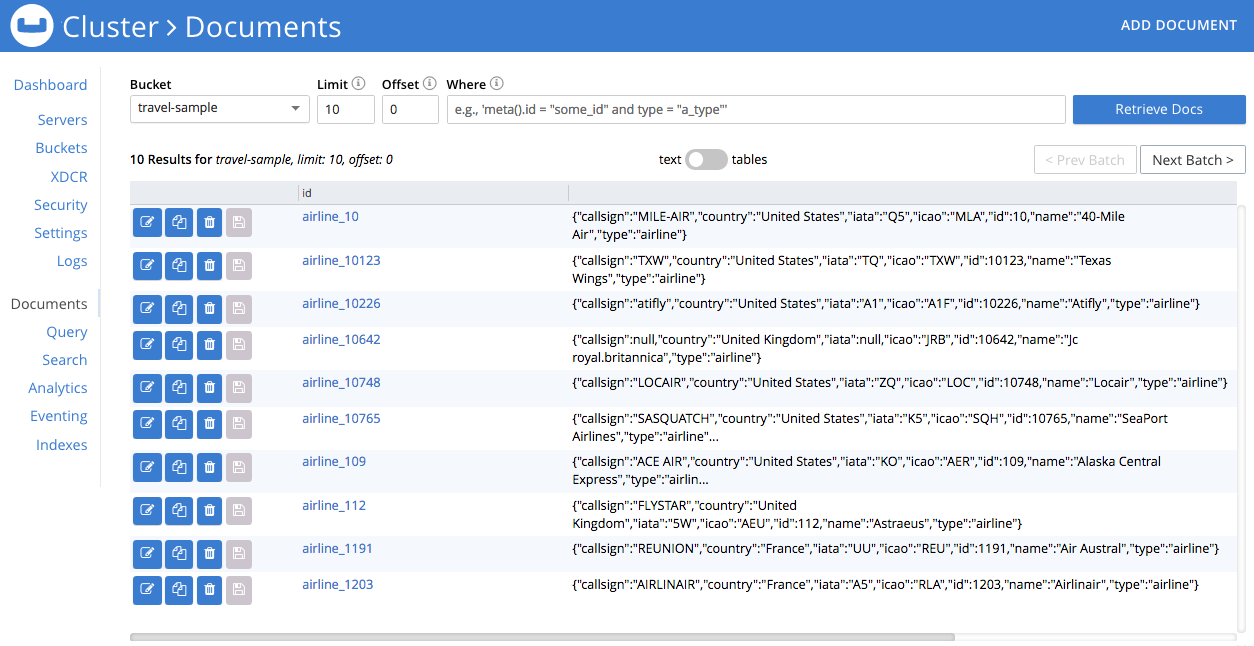 Cluster > Documents
ADD DOCUMENT
Dashboard
Servers
Buckets
XDCR
Security
Settings
Logs
Documents
Query
Search
Analytics
Eventing
Indexes
Bucket
Limit
Offset
Where
travel-sample
10
0
e.g., 'meta().id = "some_id" and type = "a_type"'
Retrieve Docs
10 Results for travel-sample, limit: 10, offset: 0
text
tables
< Prev Batch
Next Batch >
id
airline_10
{"callsign":"MILE-AIR","country":"United States","iata":"Q5","icao":"MLA","id":10,"name":"40-Mile
Air","type":"airline"}
airline_10123
{"callsign":"TXW","country":"United States","iata":"TQ","icao":"TXW","id":10123,"name":"Texas
Wings","type":"airline"}
airline_10226
{"callsign":"atifly","country":"United States","iata":"A1","icao":"A1F","id":10226,"name":"Atifly","type":"airline"}
airline_10642
{"callsign":null,"country":"United Kingdom","iata":null,"icao":"JRB","id":10642,"name":"Jc
royal.britannica","type":"airline"}
airline_10748
{"callsign":"LOCAIR","country":"United States","iata":"ZQ","icao":"LOC","id":10748,"name":"Locair","type":"airline"}
airline_10765
{"callsign":"SASQUATCH","country":"United States","iata":"K5","icao":"SQH","id":10765,"name":"SeaPort
Airlines","type":"airline"...
airline_109
{"callsign":"ACE AIR","country":"United States","iata":"KO","icao":"AER","id":109,"name":"Alaska Central
Express","type":"airlin...
airline_112
{"callsign":"FLYSTAR","country":"United
Kingdom","iata":"5W","icao":"AEU","id":112,"name":"Astraeus","type":"airline"}
airline_1191
{"callsign":"REUNION","country":"France","iata":"UU","icao":"REU","id":1191,"name":"Air Austral","type":"airline"}
airline_1203
{"callsign":"AIRLINAIR","country":"France","iata":"A5","icao":"RLA","id":1203,"name":"Airlinair","type":"airline"}